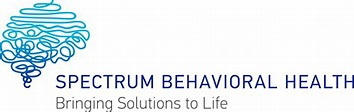 SPECTRUM BEHAVIORAL HEALTH
Bringing Solutions to Life